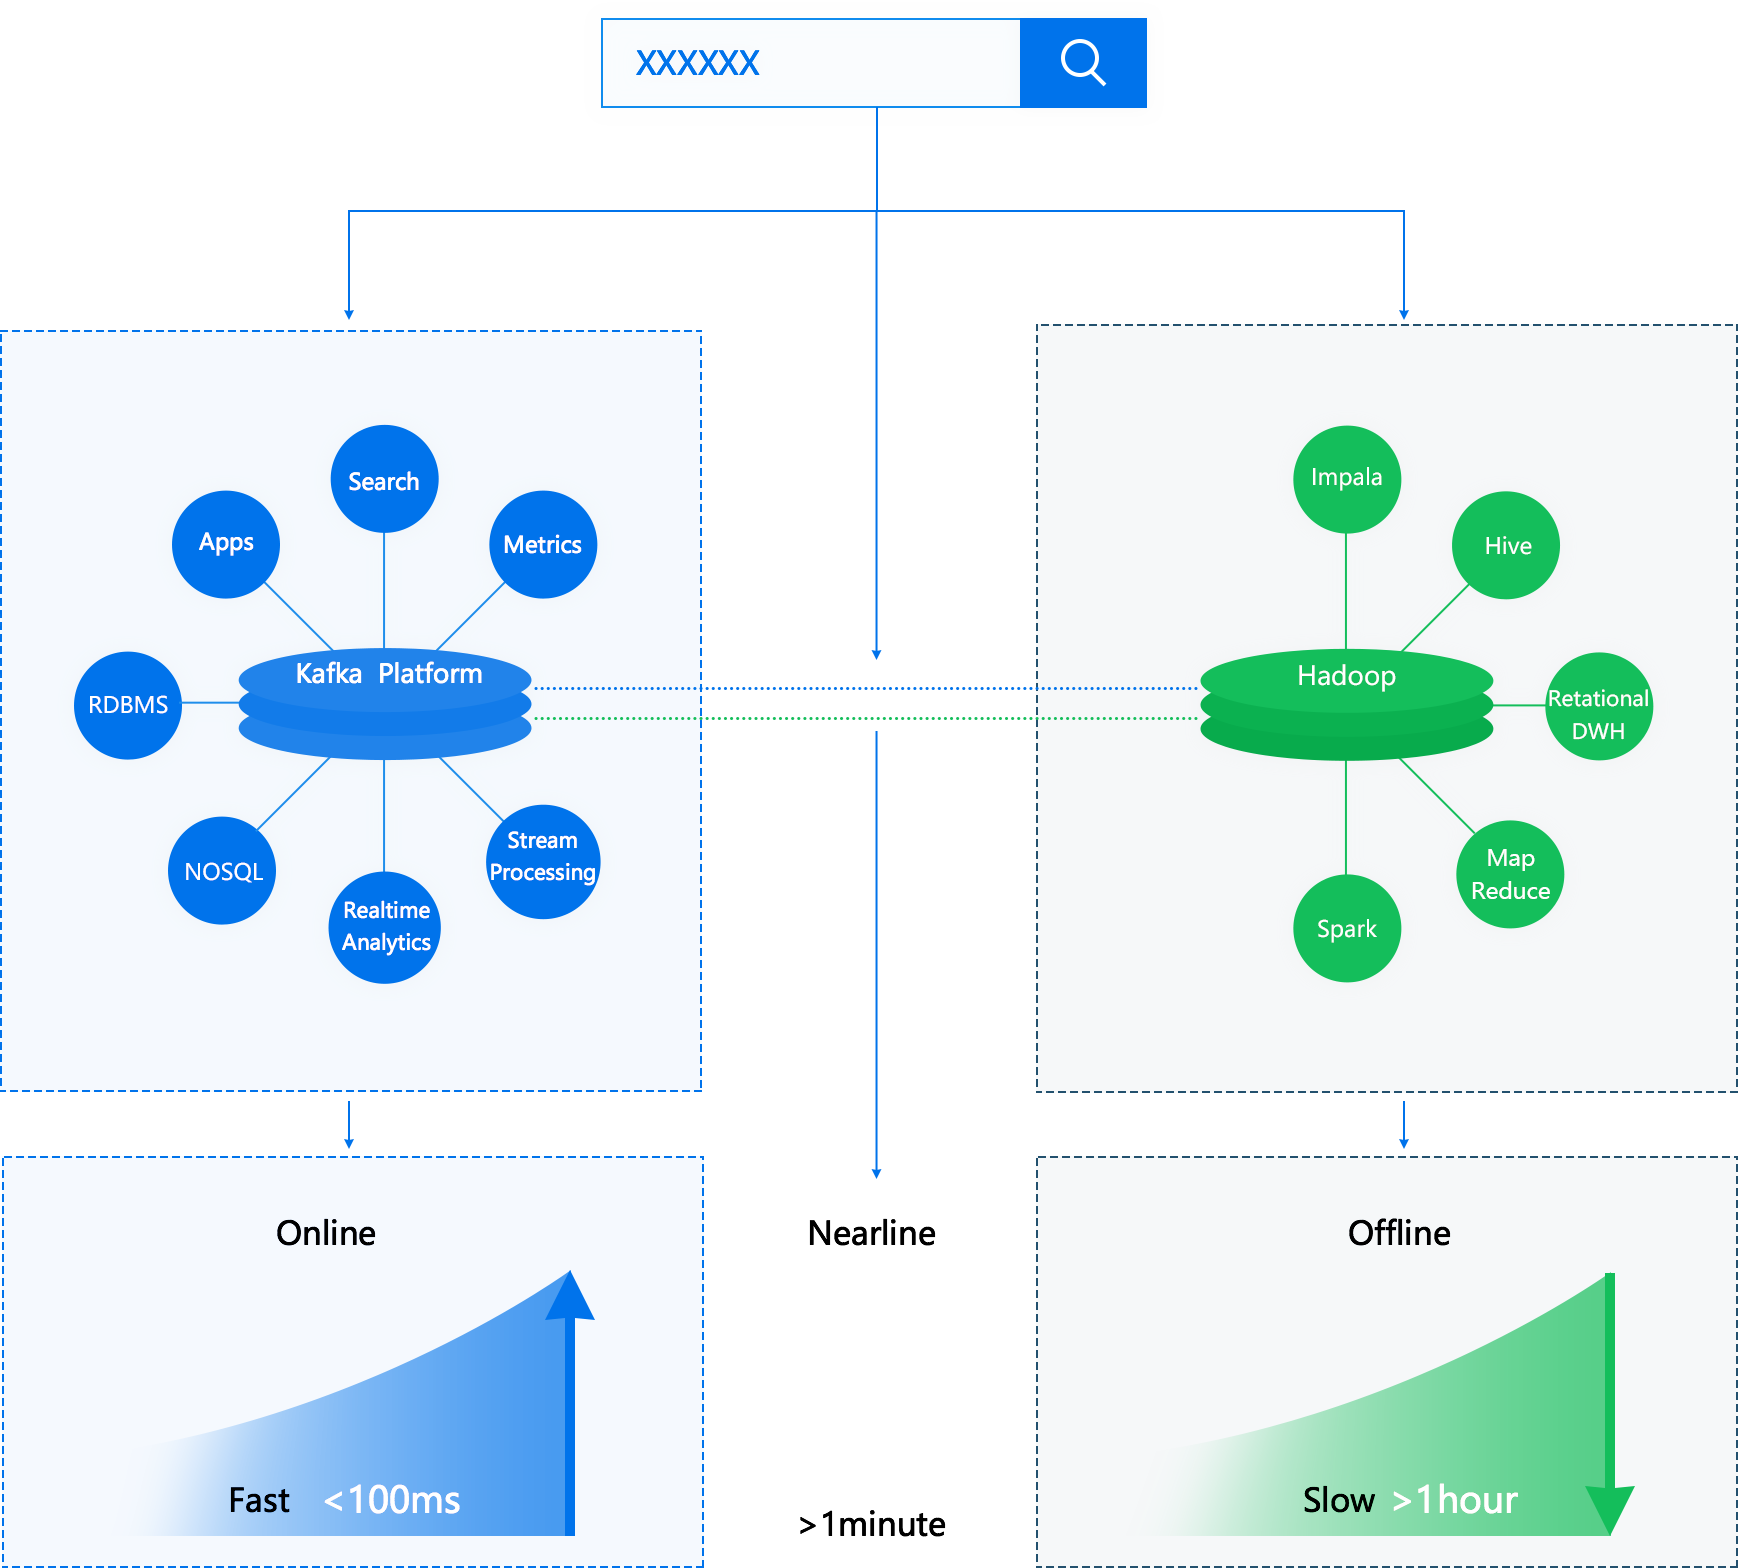 XXXXXX
Search
Apps
Metrics
Kafka Platform
RDBMS
NOSQL
Stream
Processing
Realtime
Analytics
Impala
Hive
Hadoop
Retational
DWH
Map
Reduce
Spark
Online
Nearline
Offline
Fast <100ms
>1minute
Slow >1hour